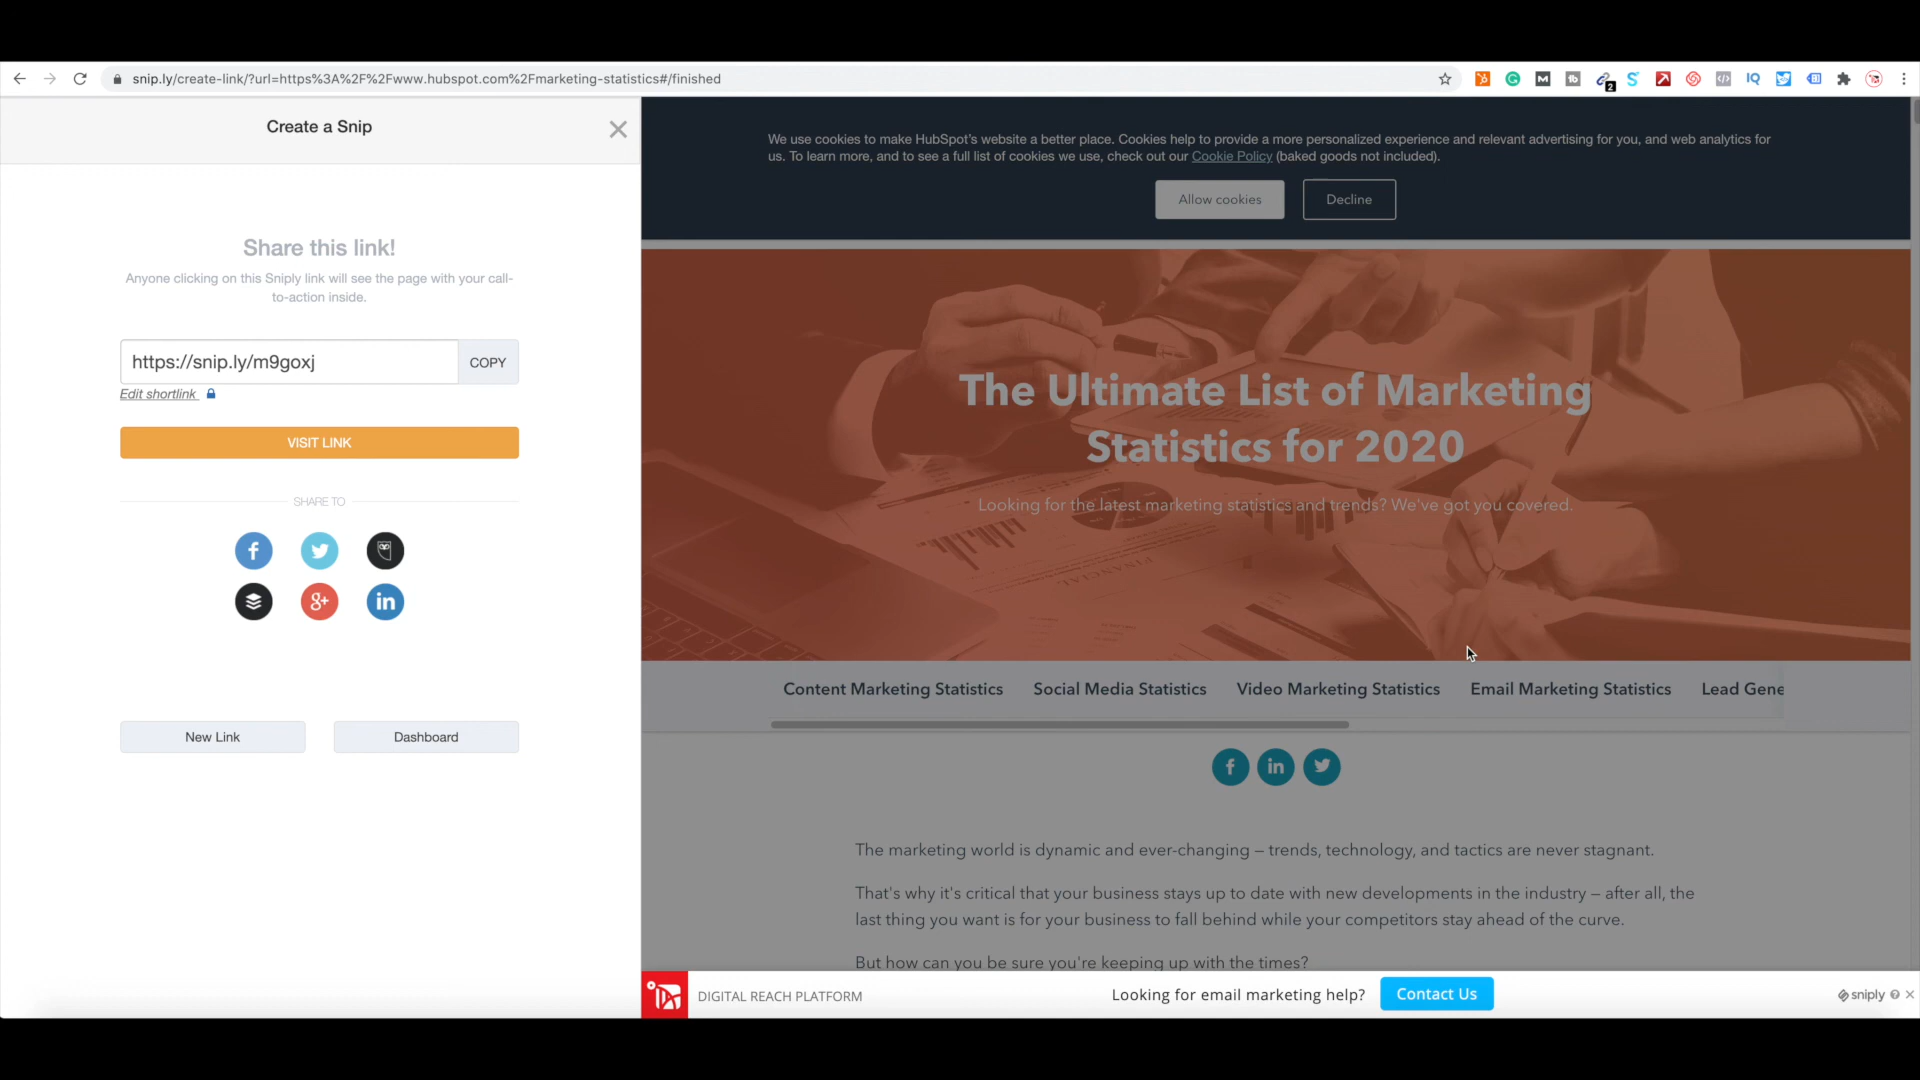 snip.ly/create-link/?url=https%3A%2F%2Fwww.hubspot.com%2Fmarketing-statistics#/finished
2
IQ
Create a Snip
Share this link!
Anyone clicking on this Sniply link will see the page with your call-
to-action inside.
https://snip.ly/m9goxj
COPY
Edit shortlink
VISIT LINK
SHARE TO
New Link
Dashboard
We use cookies to make HubSpot's website a better place. Cookies help to provide a more personalized experience and relevant advertising for you, and web analytics for
us. To learn more, and to see a full list of cookies we use, check out our Cookie Policy (baked goods not included).
Allow cookies
Decline
The Ultimate List of Marketing
Statistics for 2020
Looking for the latest marketing statistics and trends? We've got you covered.
FINANCIAL
Content Marketing Statistics
Social Media Statistics
Video Marketing Statistics
Email Marketing Statistics
Lead Gene
The marketing world is dynamic and ever-changing – trends, technology, and tactics are never stagnant.
That's why it's critical that your business stays up to date with new developments in the industry – after all, the
last thing you want is for your business to fall behind while your competitors stay ahead of the curve.
But how can you be sure you're keeping up with the times?
DIGITAL REACH PLATFORM
Looking for email marketing help?
Contact Us
sniply